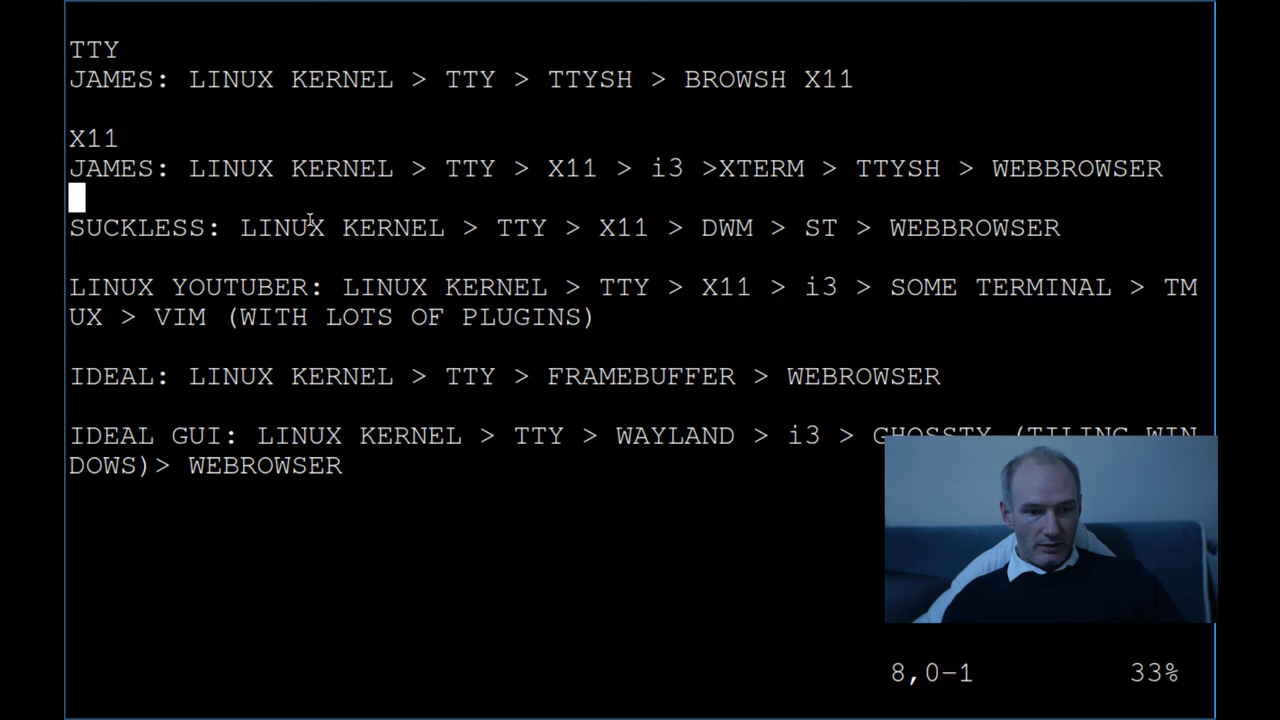 TTY
JAMES: LINUX KERNEL > TTY > TTYSH > BROWSH X11
X11
JAMES: LINUX KERNEL > TTY > X11 > i3 >XTERM > TTYSH > WEBBROWSER
SUCKLESS: LINUX KERNEL > TTY > X11 > DWM > ST > WEBBROWSER
LINUX YOUTUBER: LINUX KERNEL > TTY > X11 > i3 > SOME TERMINAL > TM
UX > VIM (WITH LOTS OF PLUGINS)
IDEAL: LINUX KERNEL > TTY > FRAMEBUFFER > WEBROWSER
IDEAL GUI: LINUX KERNEL > TTY > WAYLAND > i3 > GHOSSTY (TILING WIN
DOWS)> WEBROWSER
8,0-1 33%